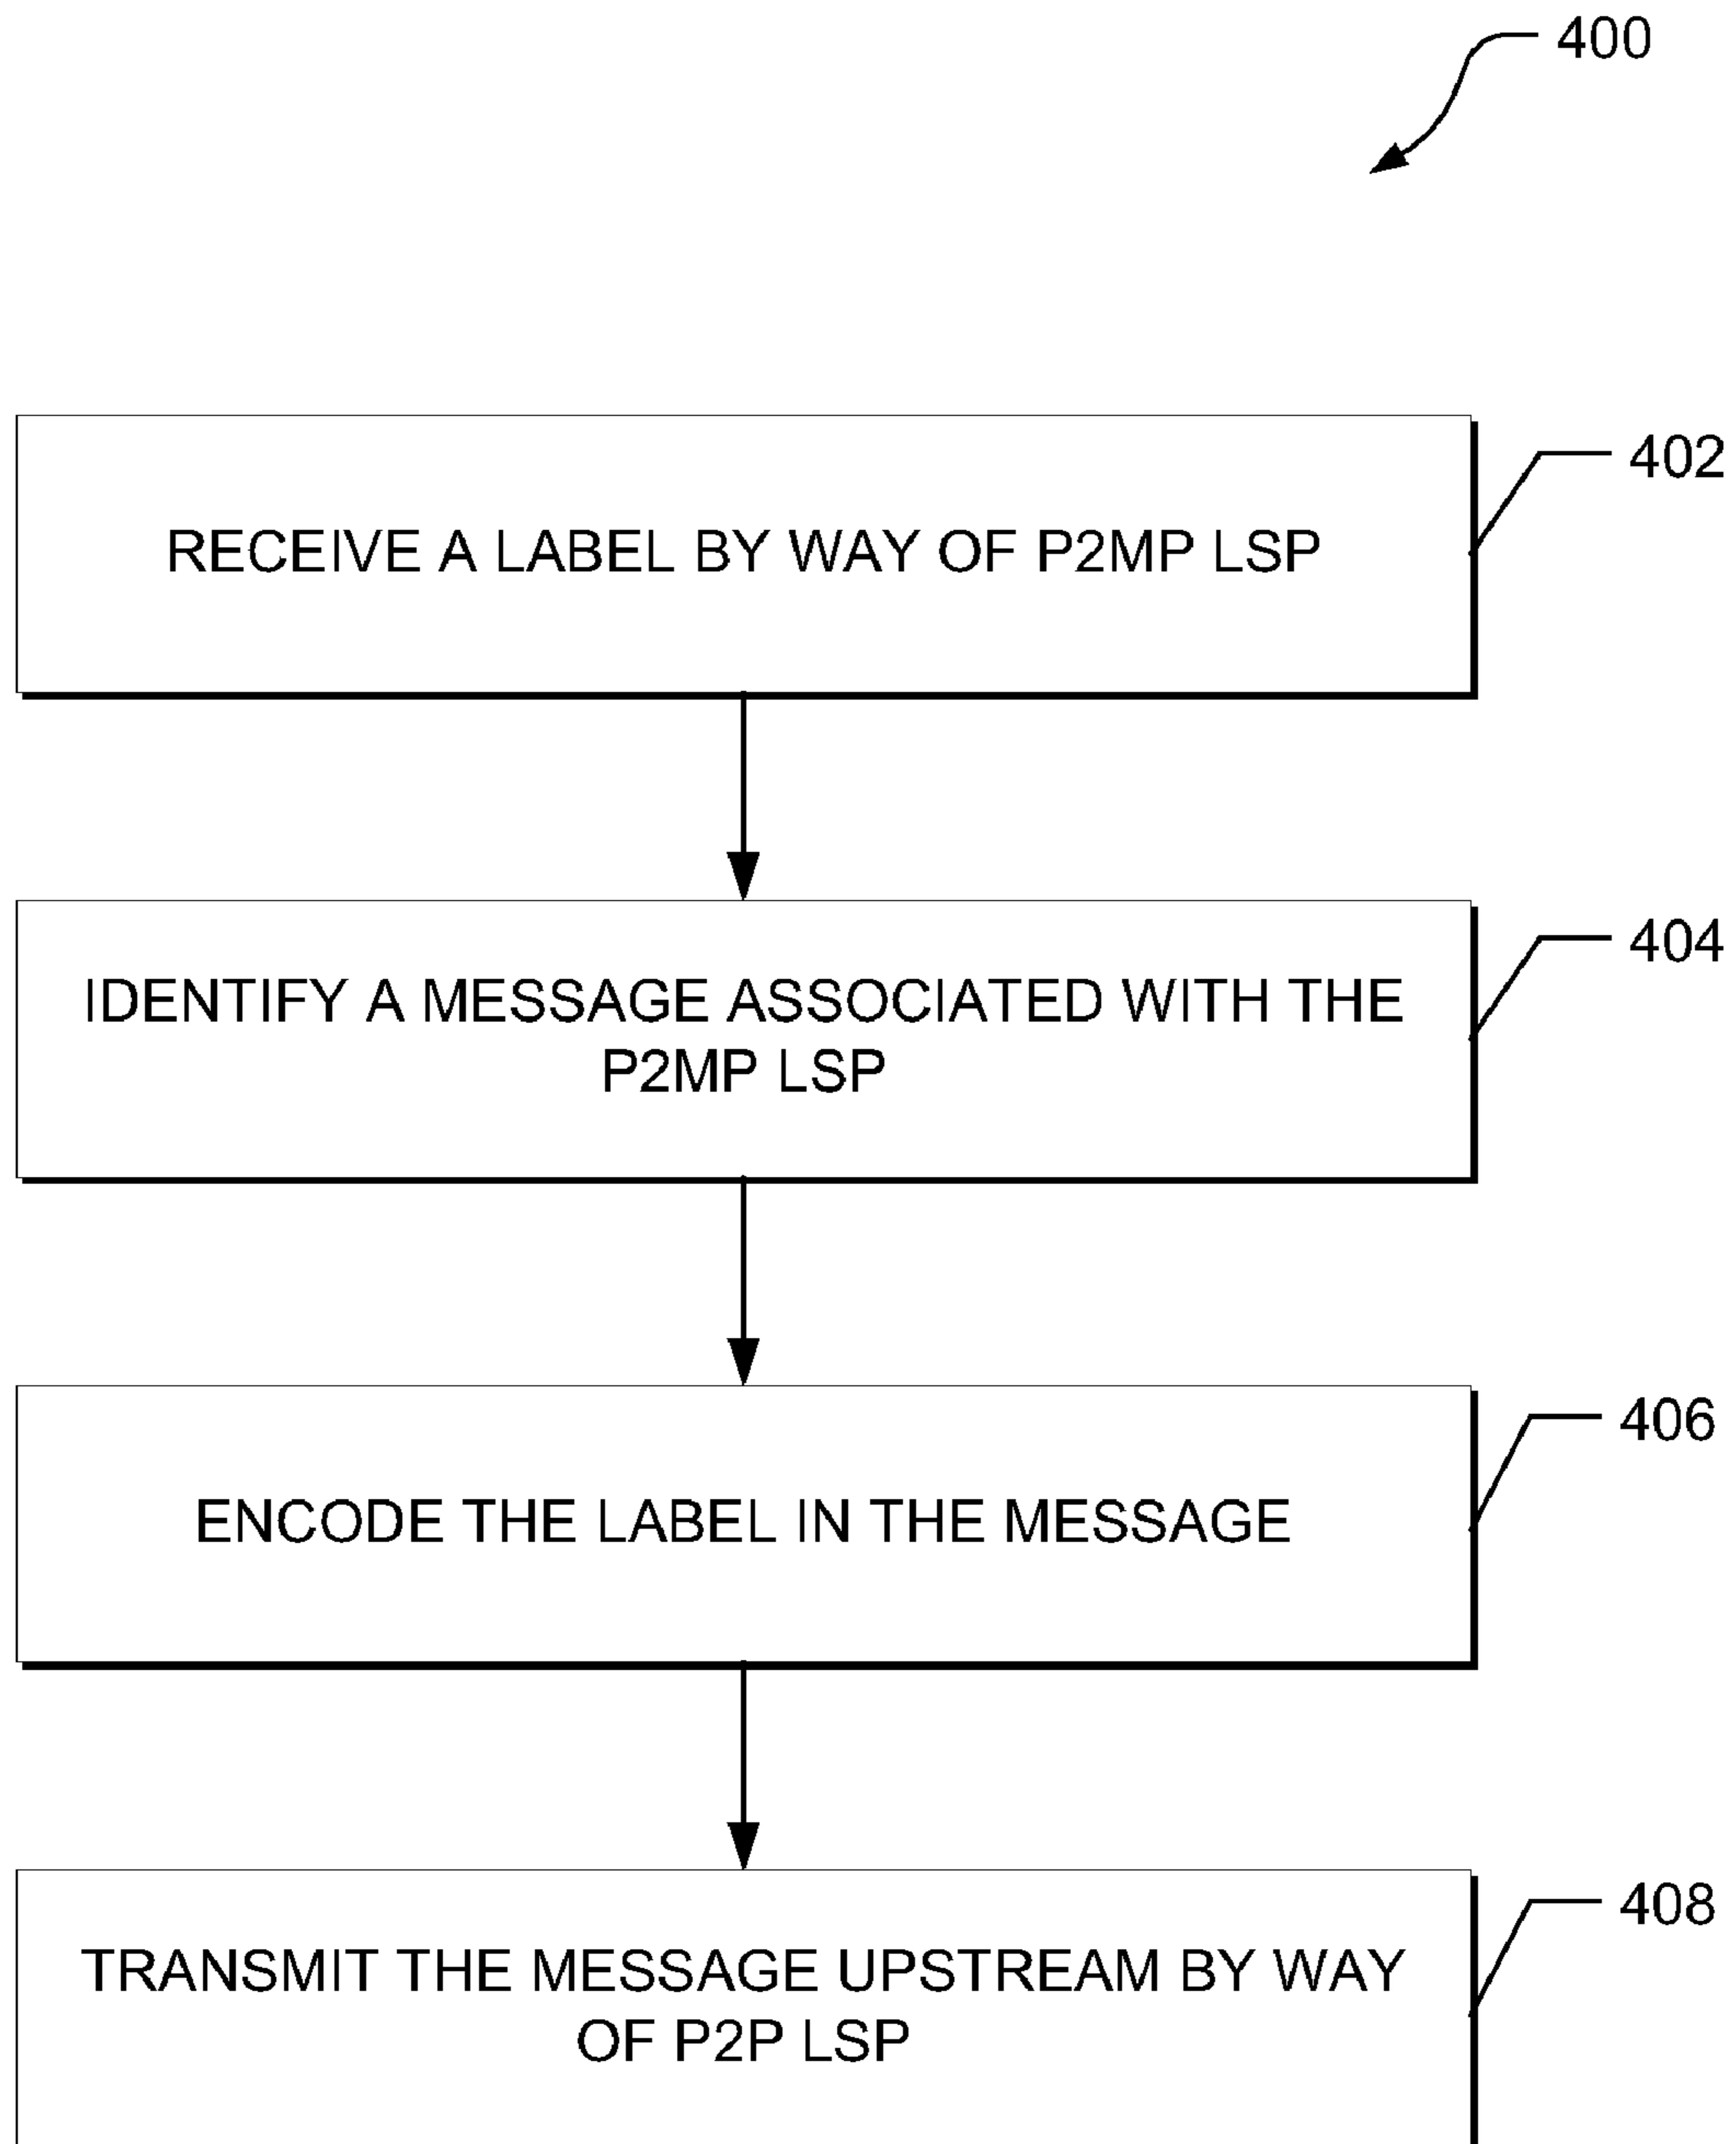 400
402
RECEIVE A LABEL BY WAY OF P2MP LSP
404
IDENTIFY A MESSAGE ASSOCIATED WITH THE
P2MP LSP
406
ENCODE THE LABEL IN THE MESSAGE
408
TRANSMIT THE MESSAGE UPSTREAM BY WAY
OF P2P LSP